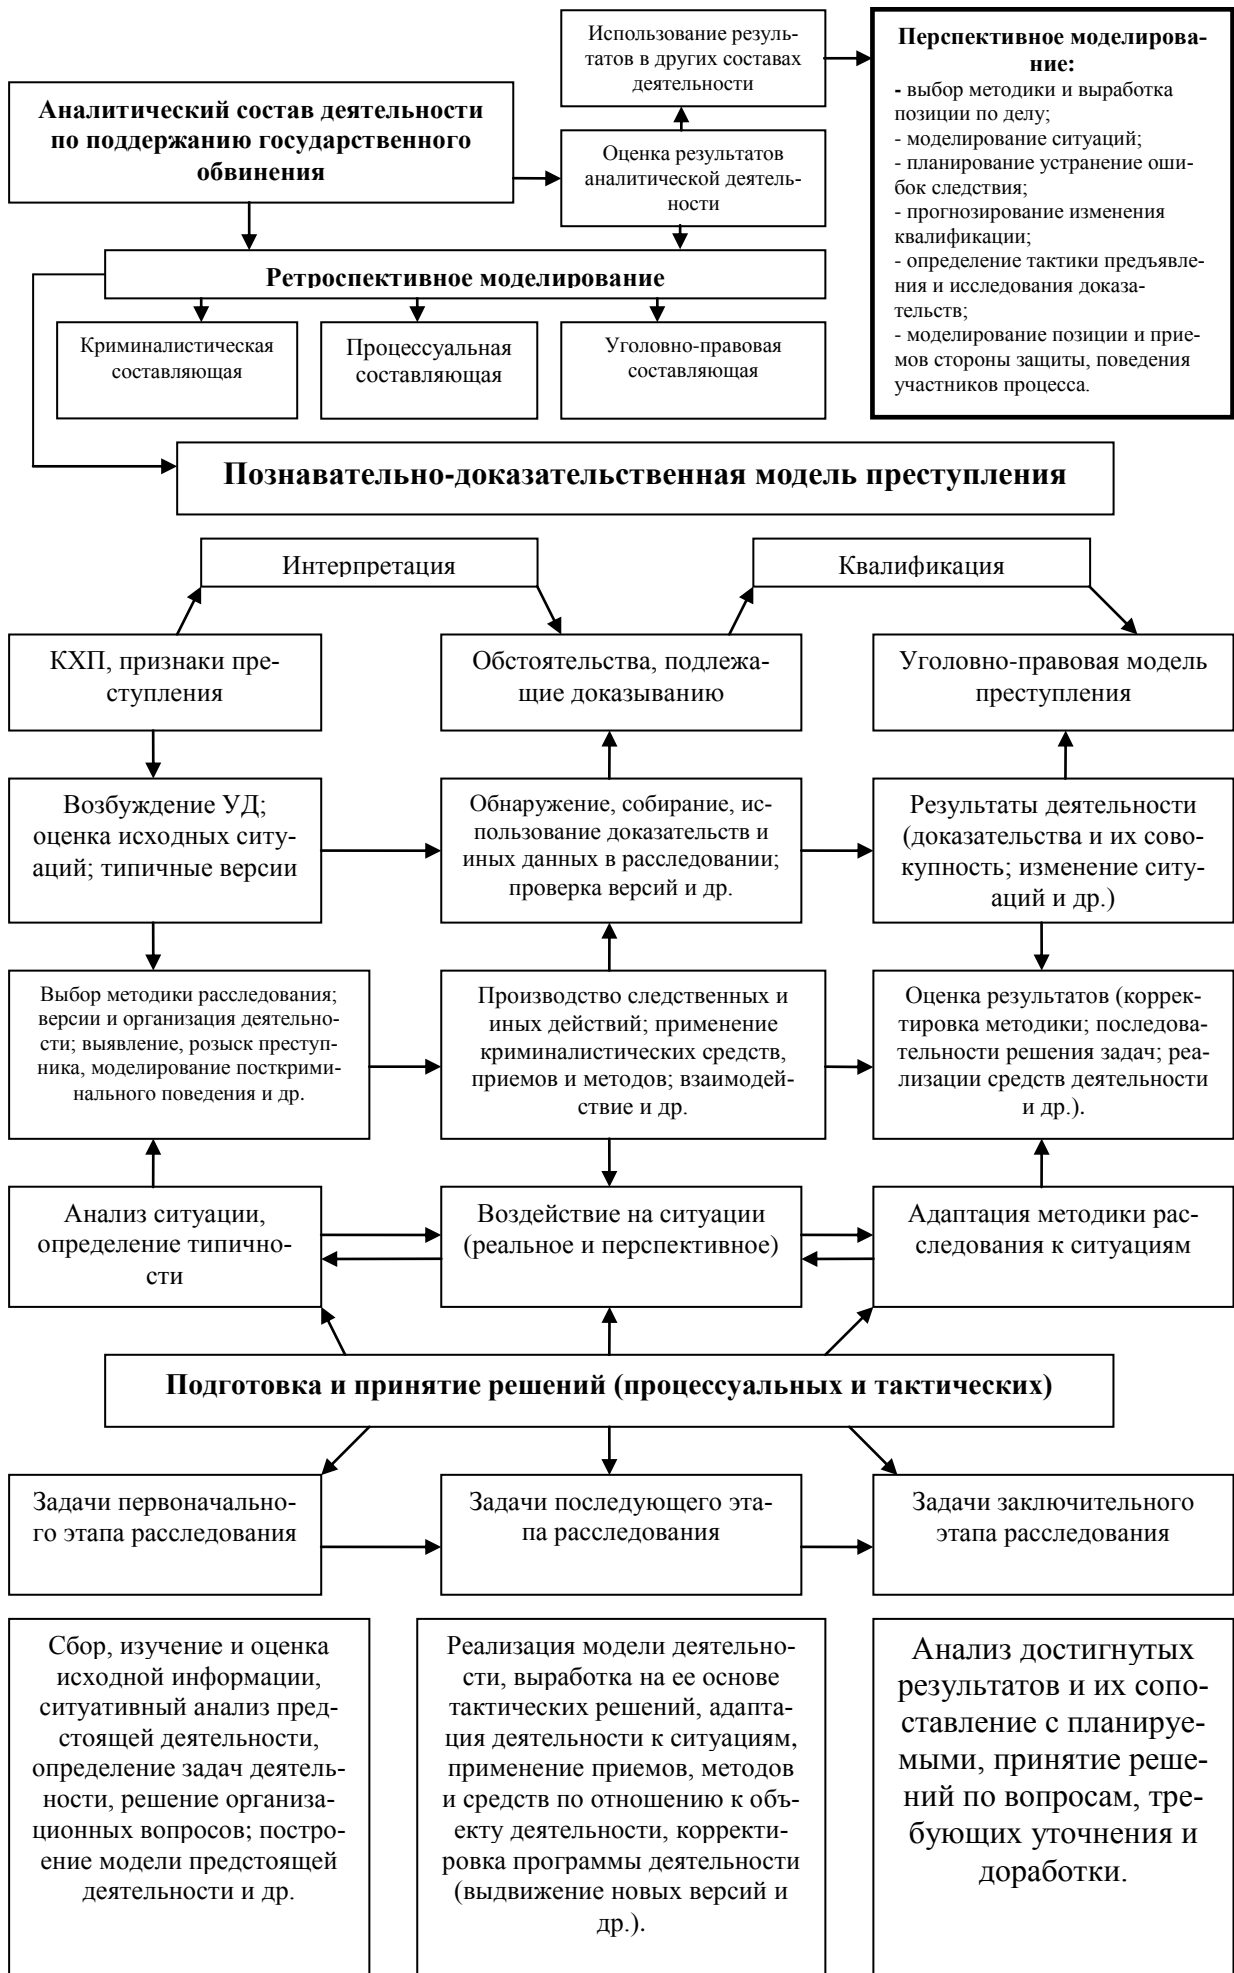 Использование резуль-
татов в других составах
деятельности
Перспективное моделирова-
ние:
- выбор методики и выработка
позиции по делу;
- моделирование ситуаций;
- планирование устранение оши-
бок следствия;
- прогнозирование изменения
квалификации;
- определение тактики предъявле-
ния и исследования доказа-
тельств;
- моделирование позиции и прие-
мов стороны защиты, поведения
участников процесса.
Аналитический состав деятельности
по поддержанию государственного
обвинения
Оценка результатов
аналитической деятель-
ности
Ретроспективное моделирование
Криминалистическая
составляющая
Процессуальная
составляющая
Уголовно-правовая
составляющая
Познавательно-доказательственная модель преступления
Интерпретация
Квалификация
КХП, признаки пре-
ступления
Обстоятельства, подлежа-
щие доказыванию
Уголовно-правовая модель
преступления
Возбуждение УД;
оценка исходных ситу-
аций; типичные версии
Обнаружение, собирание, ис-
пользование доказательств и
иных данных в расследовании;
проверка версий и др.
Результаты деятельности
(доказательства и их сово-
купность; изменение ситу-
аций и др.)
Выбор методики расследования;
версии и организация деятельно-
сти; выявление, розыск преступ-
ника, моделирование посткрими-
нального поведения и др.
Производство следственных и
иных действий; применение
криминалистических средств,
приемов и методов; взаимодей-
ствие и др.
Оценка результатов (коррек-
тировка методики; последова-
тельности решения задач; ре-
ализации средств деятельности
и др.).
Анализ ситуации,
определение типично-
сти
Воздействие на ситуации
(реальное и перспективное)
Адаптация методики рас-
следования к ситуациям
Подготовка и принятие решений (процессуальных и тактических)
Задачи первоначально-
го этапа расследования
Задачи последующего эта-
па расследования
Задачи заключительного
этапа расследования
Сбор, изучение и оценка
исходной информации,
ситуативный анализ пред-
стоящей деятельности,
определение задач деятель-
ности, решение организа-
ционных вопросов; постро-
ение модели предстоящей
деятельности и др.
Реализация модели деятельно-
сти, выработка на ее основе
тактических решений, адапта-
ция деятельности к ситуациям,
применение приемов, методов
и средств по отношению к объ-
екту деятельности, корректи-
ровка программы деятельности
(выдвижение новых версий и
др.).
Анализ достигнутых
результатов и их сопо-
ставление с планируе-
мыми, принятие реше-
ний по вопросам, тре-
бующих уточнения и
доработки.